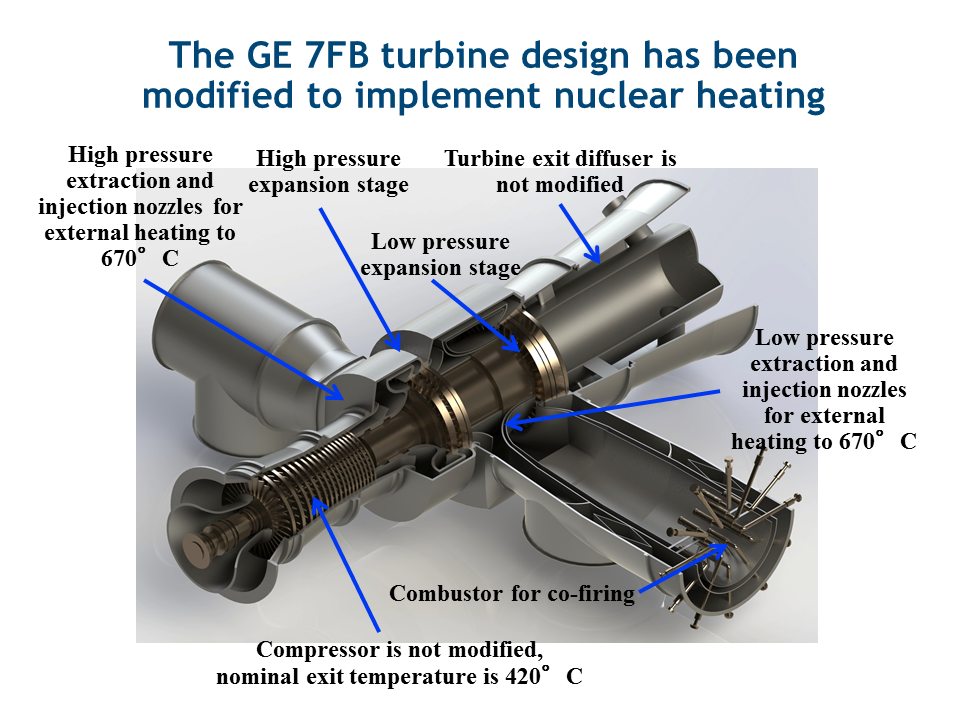 The GE 7FB turbine design has been
modified to implement nuclear heating
High pressure
extraction and
injection nozzles for
external heating to
670° C
High pressure
expansion stage
Turbine exit diffuser is
not modified
Low pressure
expansion stage
Low pressure
extraction and
injection nozzles
for external
heating to 670° C
Combustor for co-firing
Compressor is not modified,
nominal exit temperature is 420° C